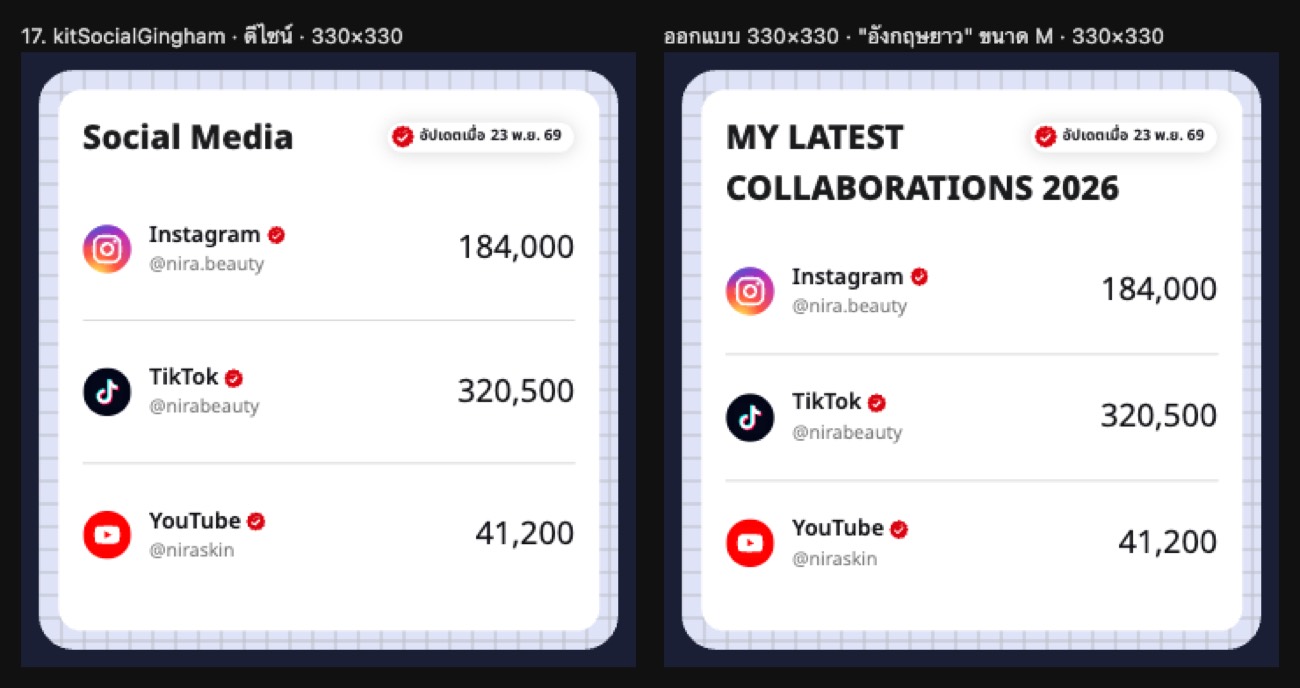 17. kitSocialGingham · ดีไซน์ · 330×330
Social Media
อัปเดตเมื่อ 23 พ.ย. 69
Instagram
@nira.beauty
184,000
TikTok
@nirabeauty
320,500
YouTube
@niraskin
41,200
ออกแบบ 330×330 · "อังกฤษยาว" ขนาด M · 330×330
MY LATEST
อัปเดตเมื่อ 23 พ.ย. 69
COLLABORATIONS 2026
Instagram
@nira.beauty
184,000
TikTok
@nirabeauty
320,500
YouTube
@niraskin
41,200